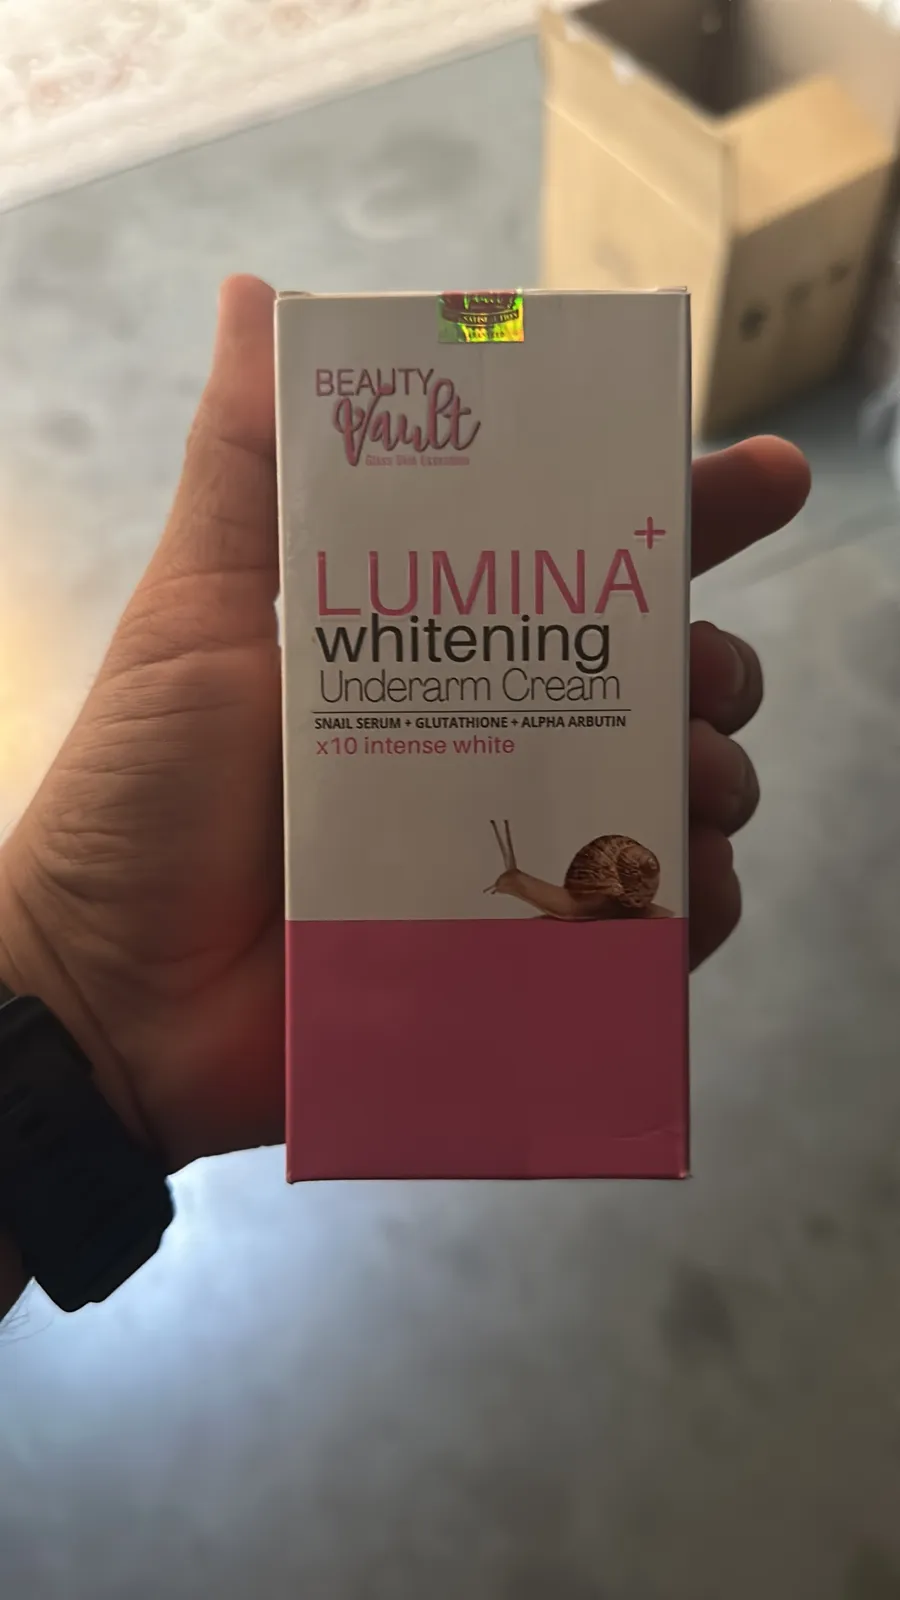 BEAUTY
Vault
LUMINA+
whitening
Underarm Cream
SNAIL SERUM + GLUTATHIONE + ALPHA ARBUTIN
x10 intense white